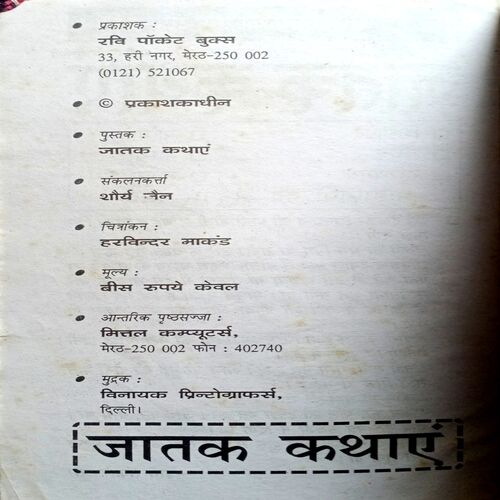 • प्रकाशक :
रवि पॉकेट बुक्स
33, हरी नगर, मेरठ-250 002
(0121) 521067
• © प्रकाशकाधीन
• पुस्तक :
जातक कथाएं
• संकलनकर्त्ता
शौर्य जैन
• चित्रांकन :
हरविन्दर माकंड
• मूल्य :
बीस रुपये केवल
• आन्तरिक पृष्ठसज्जा :
मित्तल कम्प्यूटर्स,
मेरठ-250 002 फोन : 402740
• मुद्रक :
विनायक प्रिन्टोग्राफर्स,
दिल्ली।
जातक कथाएं